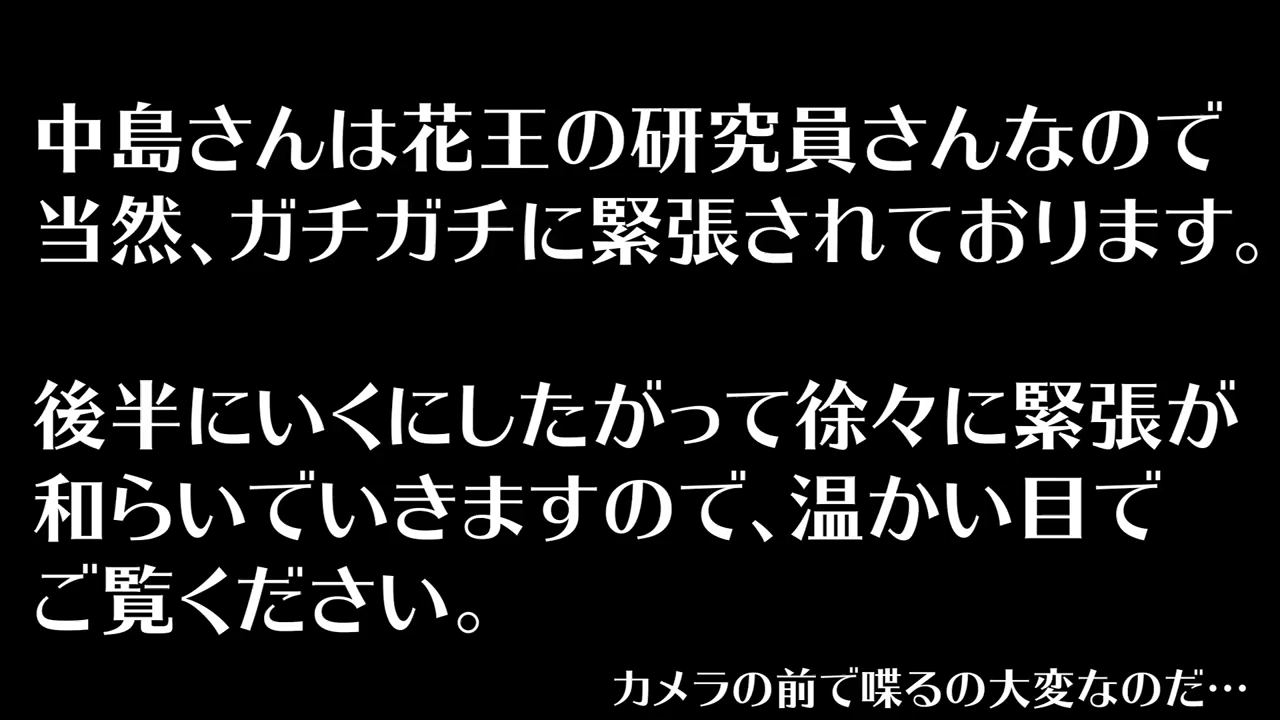 中島さんは花王の研究員さんなので
当然、ガチガチに緊張されております。
後半にいくにしたがって徐々に緊張が
和らいでいきますので、温かい目で
ご覧ください。
カメラの前で喋るの大変なのだ…